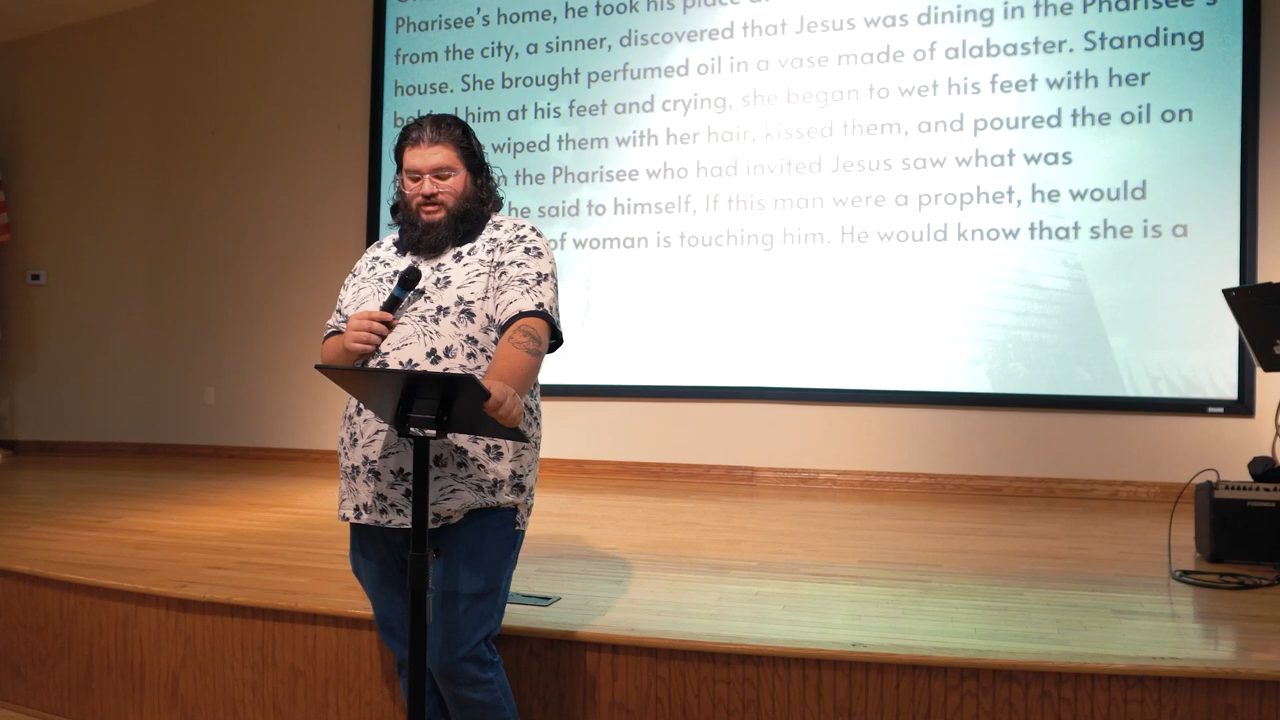 Pharisee's home, he took his place
from the city, a sinner, discovered that Jesus was dining in the Pharisee's
house. She brought perfumed oil in a vase made of alabaster. Standing
him at his feet and crying, she began to wet his feet with her
wiped them with her hair, kissed them, and poured the oil on
the Pharisee who had invited Jesus saw what was
he said to himself, If this man were a prophet, he would
of woman is touching him. He would know that she is a